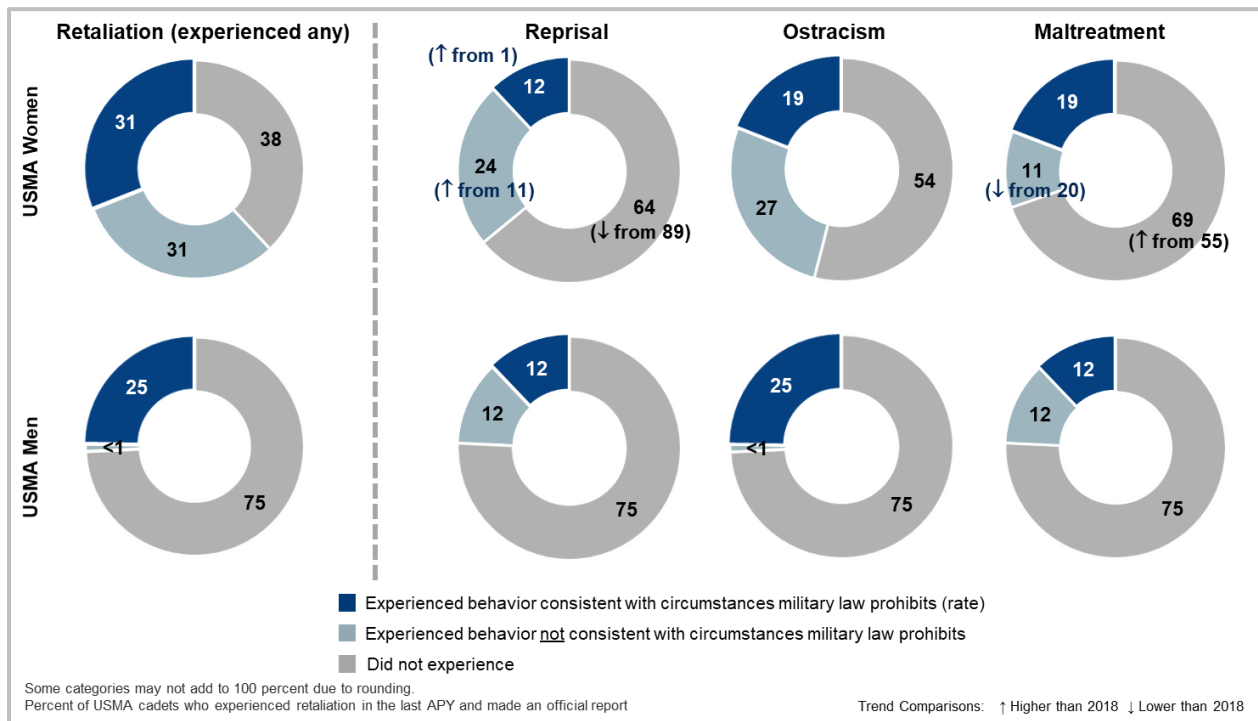 Retaliation (experienced any)
Reprisal
Ostracism
Maltreatment
USMA Women
31
38
31
(↑ from 1)
12
24
(↑ from 11)
64
(↓ from 89)
19
27
54
19
11
(↓ from 20)
69
(↑ from 55)
USMA Men
25
<1
75
12
12
75
25
<1
75
12
12
75
Experienced behavior consistent with circumstances military law prohibits (rate)
Experienced behavior not consistent with circumstances military law prohibits
Did not experience
Some categories may not add to 100 percent due to rounding.
Percent of USMA cadets who experienced retaliation in the last APY and made an official report
Trend Comparisons: ↑ Higher than 2018 ↓ Lower than 2018